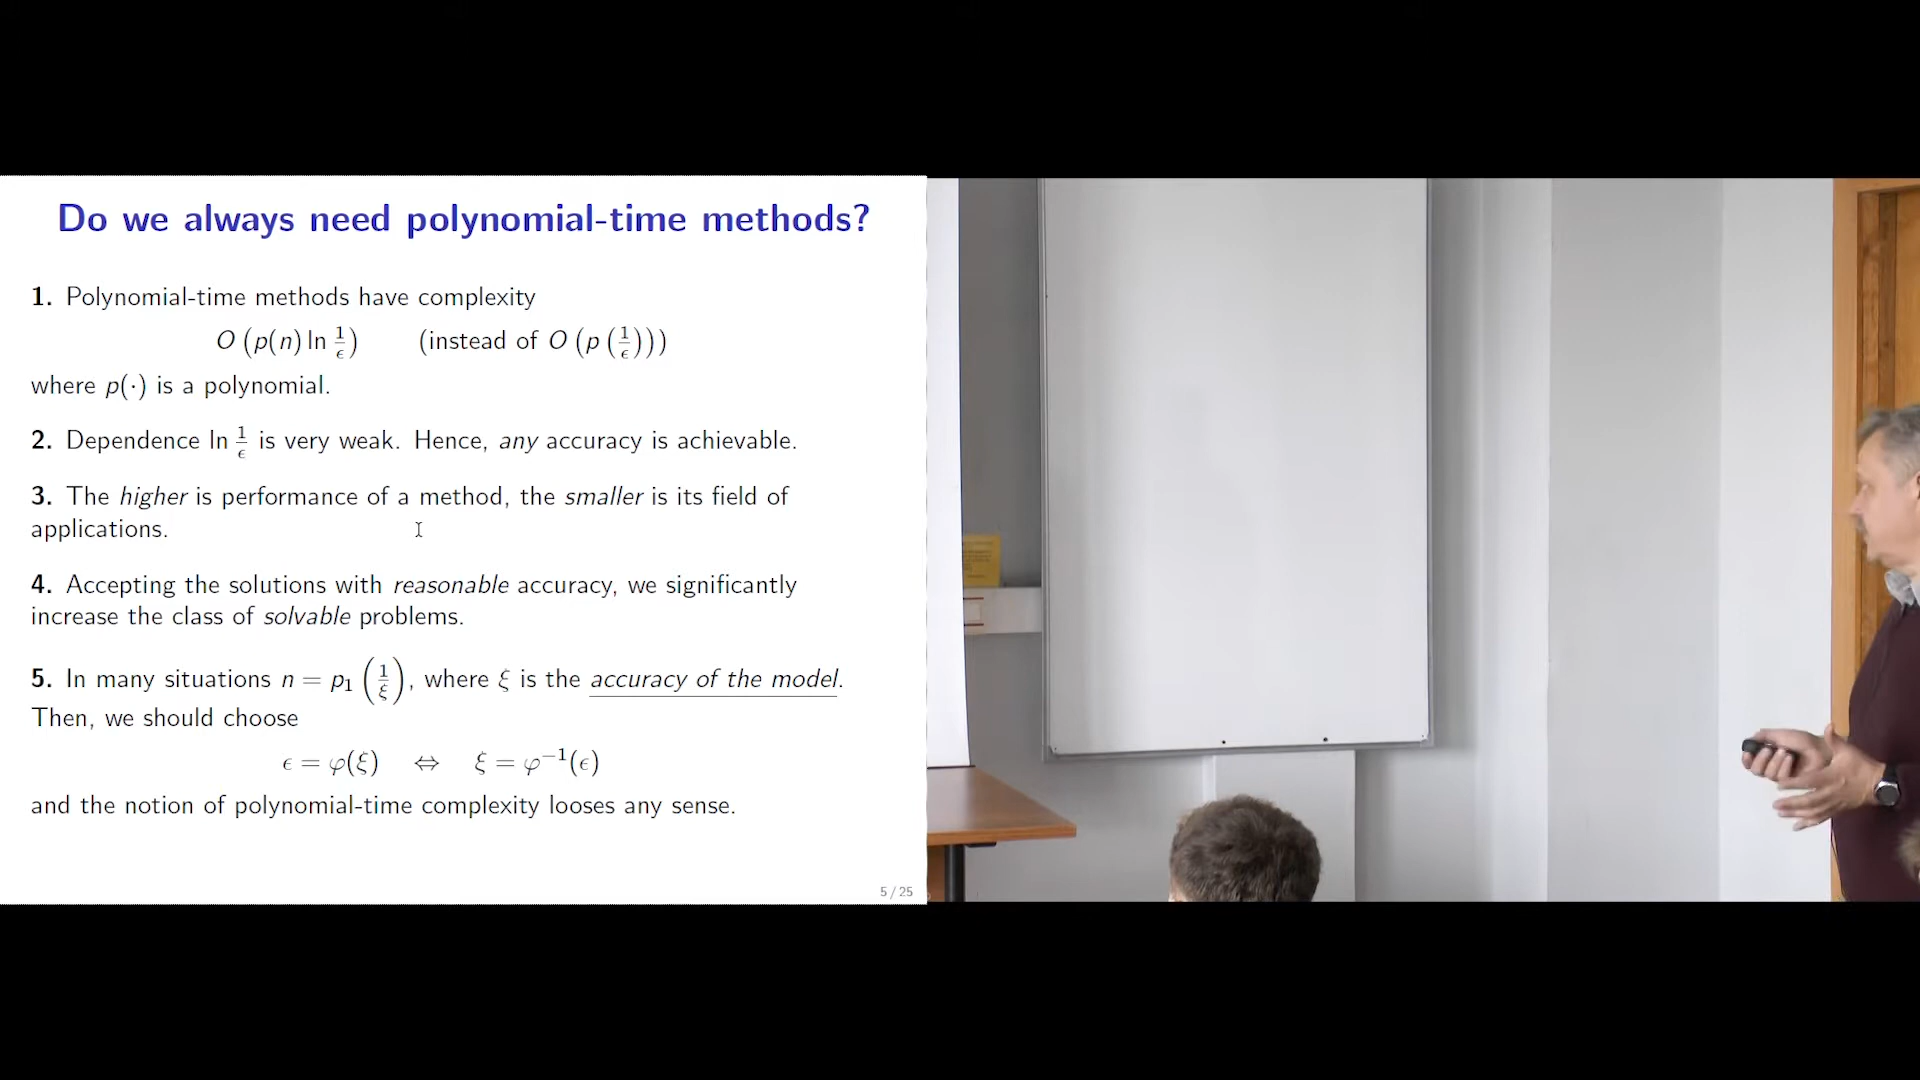 Do we always need polynomial-time methods?
1. Polynomial-time methods have complexity
O (p(n) ln 1/ϵ) (instead of O (p (1/ϵ)))
where p(·) is a polynomial.
2. Dependence ln 1/ϵ is very weak. Hence, any accuracy is achievable.
3. The higher is performance of a method, the smaller is its field of
applications.
4. Accepting the solutions with reasonable accuracy, we significantly
increase the class of solvable problems.
5. In many situations n = p₁ (1/ξ), where ξ is the accuracy of the model.
Then, we should choose
ϵ = φ(ξ) ⇔ ξ = φ⁻¹(ϵ)
and the notion of polynomial-time complexity looses any sense.
5 / 25